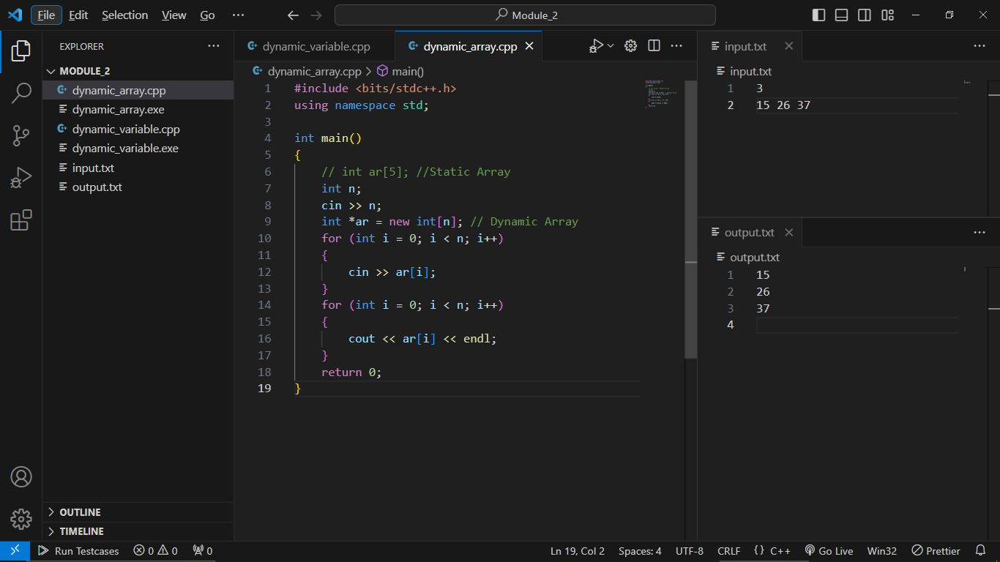 File Edit Selection View Go ··· Module_2
EXPLORER ···
MODULE_2
dynamic_array.cpp
dynamic_array.exe
dynamic_variable.cpp
dynamic_variable.exe
input.txt
output.txt
OUTLINE
TIMELINE
dynamic_variable.cpp dynamic_array.cpp
dynamic_array.cpp > main()
1 #include <bits/stdc++.h>
2 using namespace std;
3
4 int main()
5 {
6 // int ar[5]; //Static Array
7 int n;
8 cin >> n;
9 int *ar = new int[n]; // Dynamic Array
10 for (int i = 0; i < n; i++)
11 {
12 cin >> ar[i];
13 }
14 for (int i = 0; i < n; i++)
15 {
16 cout << ar[i] << endl;
17 }
18 return 0;
19 }
input.txt
input.txt
1 3
2 15 26 37
output.txt
output.txt
1 15
2 26
3 37
4
Run Testcases 0 0 0 Ln 19, Col 2 Spaces: 4 UTF-8 CRLF {} C++ Go Live Win32 Prettier